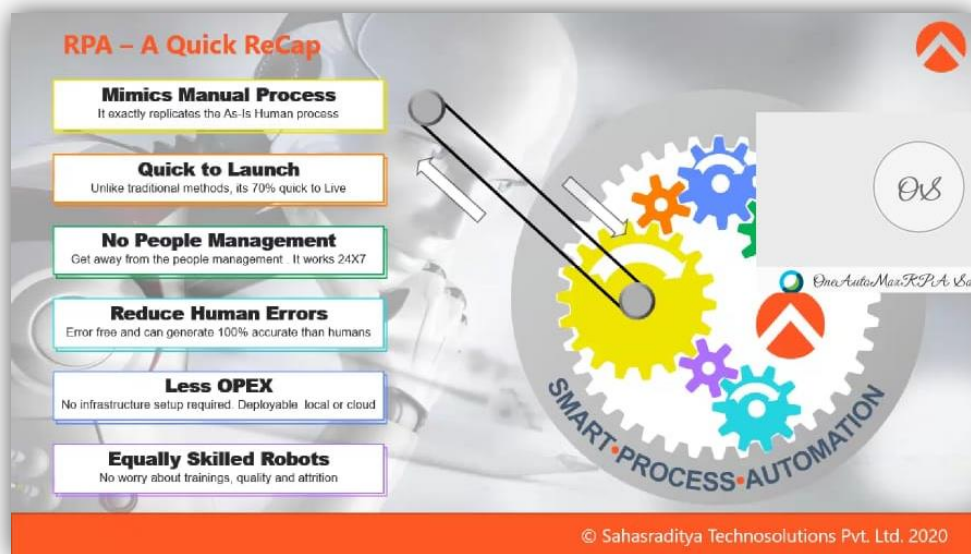 RPA – A Quick ReCap
Mimics Manual Process
It exactly replicates the As-Is Human process
Quick to Launch
Unlike traditional methods, its 70% quick to Live
No People Management
Get away from the people management . It works 24X7
Reduce Human Errors
Error free and can generate 100% accurate than humans
Less OPEX
No infrastructure setup required. Deployable local or cloud
Equally Skilled Robots
No worry about trainings, quality and attrition
OS
OneAutoMax RPA Sa
SMART•PROCESS•AUTOMATION
© Sahasraditya Technosolutions Pvt. Ltd. 2020